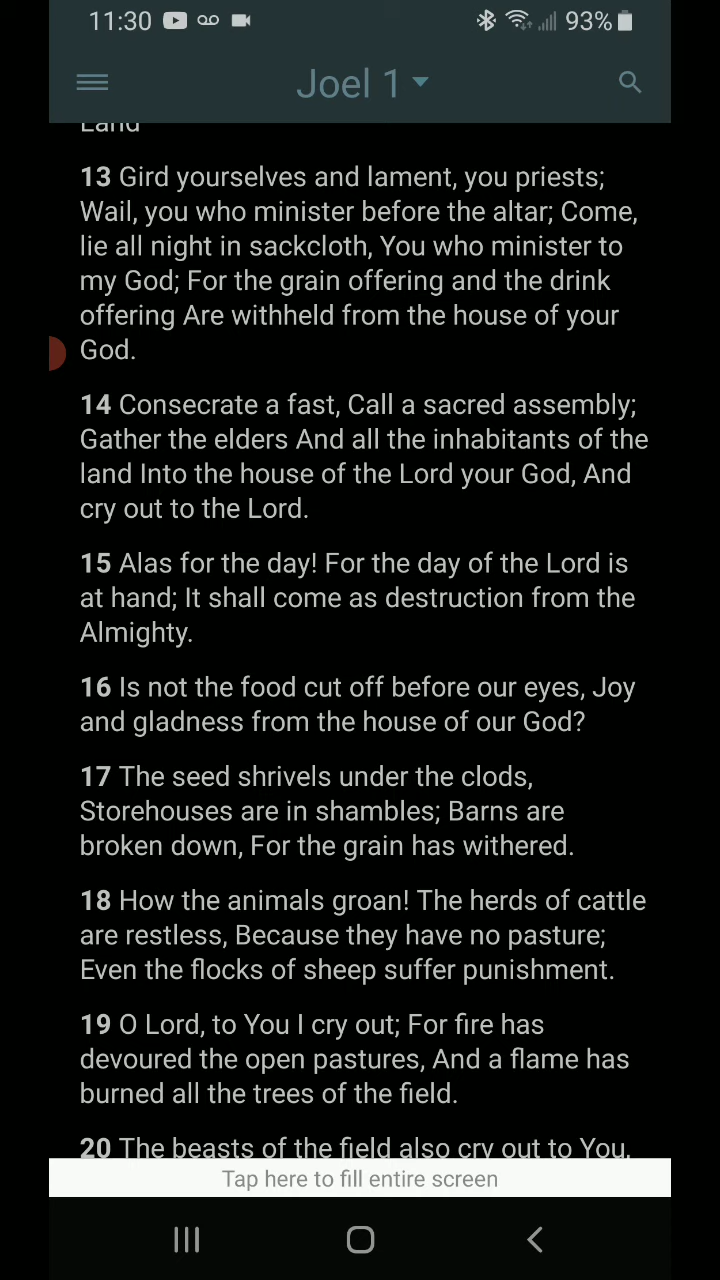 11:30 93%
Joel 1
Land
13 Gird yourselves and lament, you priests;
Wail, you who minister before the altar; Come,
lie all night in sackcloth, You who minister to
my God; For the grain offering and the drink
offering Are withheld from the house of your
God.
14 Consecrate a fast, Call a sacred assembly;
Gather the elders And all the inhabitants of the
land Into the house of the Lord your God, And
cry out to the Lord.
15 Alas for the day! For the day of the Lord is
at hand; It shall come as destruction from the
Almighty.
16 Is not the food cut off before our eyes, Joy
and gladness from the house of our God?
17 The seed shrivels under the clods,
Storehouses are in shambles; Barns are
broken down, For the grain has withered.
18 How the animals groan! The herds of cattle
are restless, Because they have no pasture;
Even the flocks of sheep suffer punishment.
19 O Lord, to You I cry out; For fire has
devoured the open pastures, And a flame has
burned all the trees of the field.
20 The beasts of the field also cry out to You,
Tap here to fill entire screen